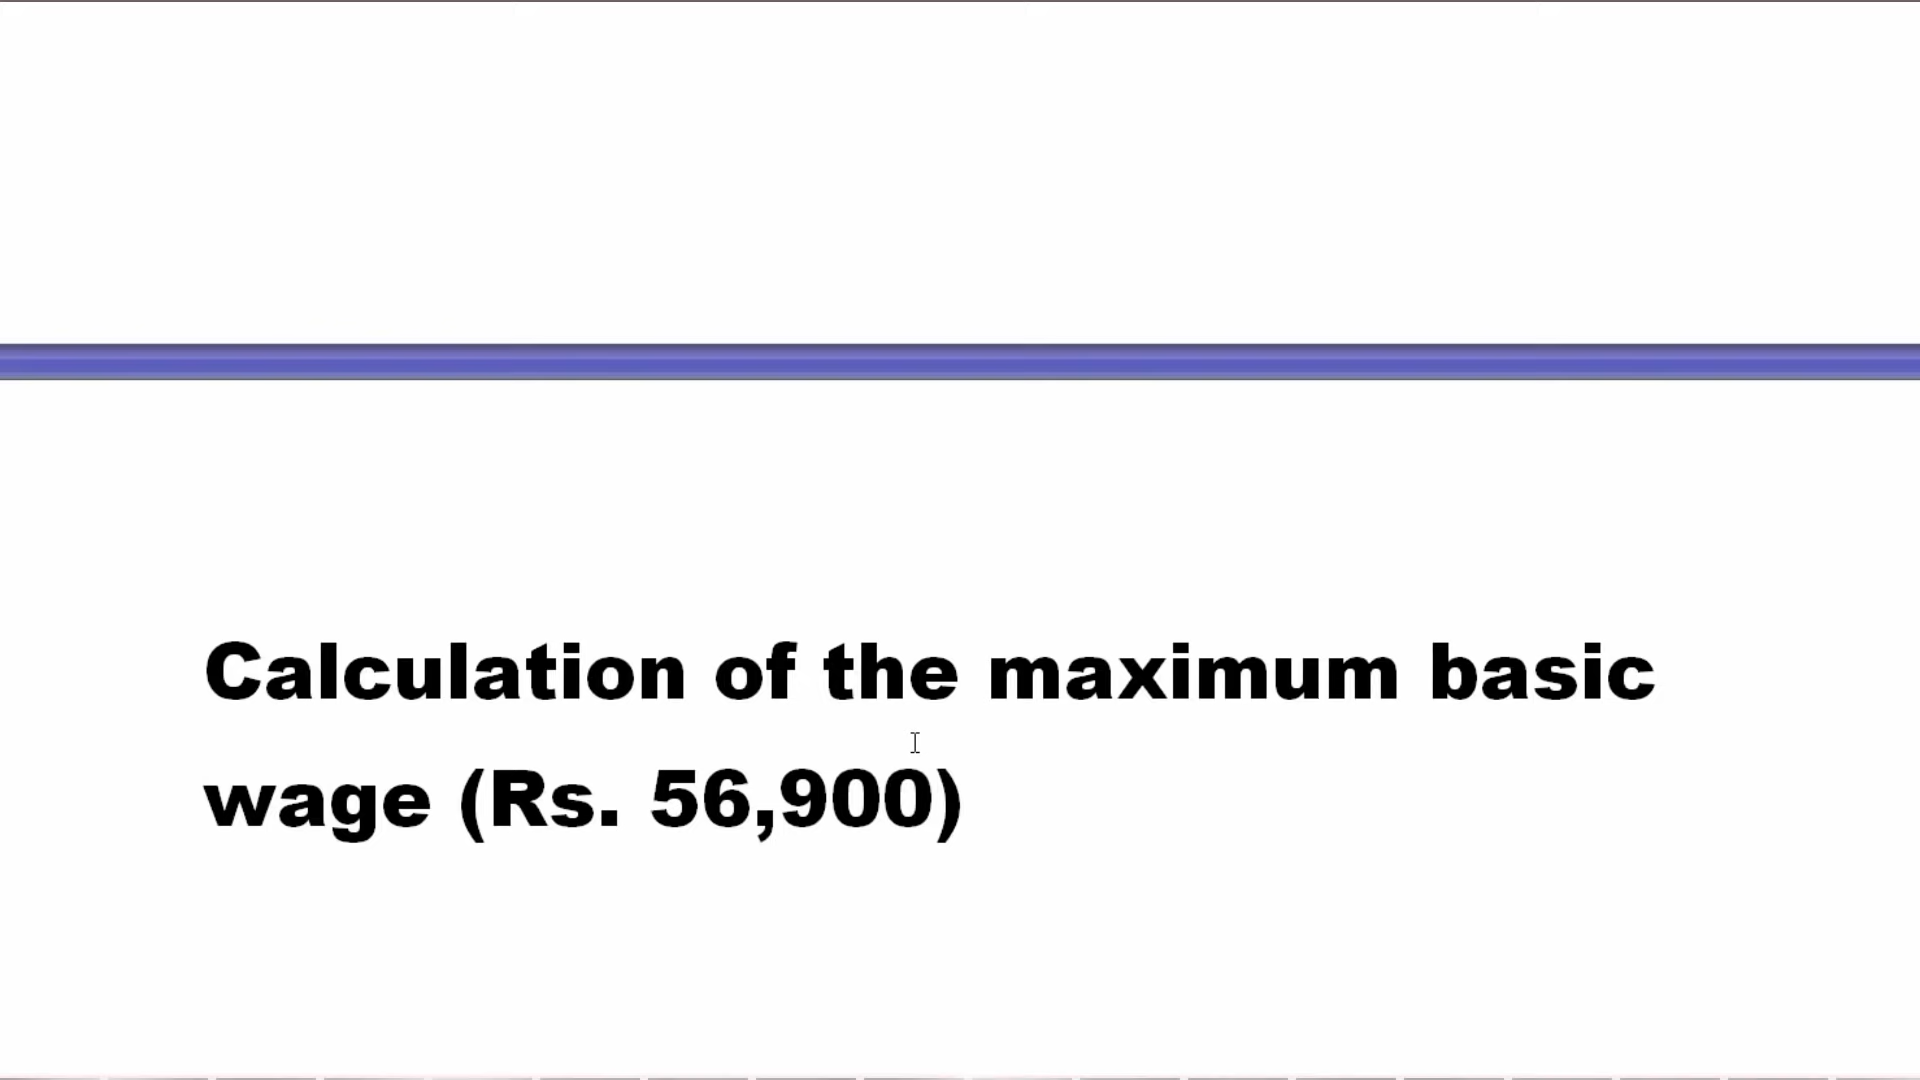 Calculation of the maximum basic
wage (Rs. 56,900)